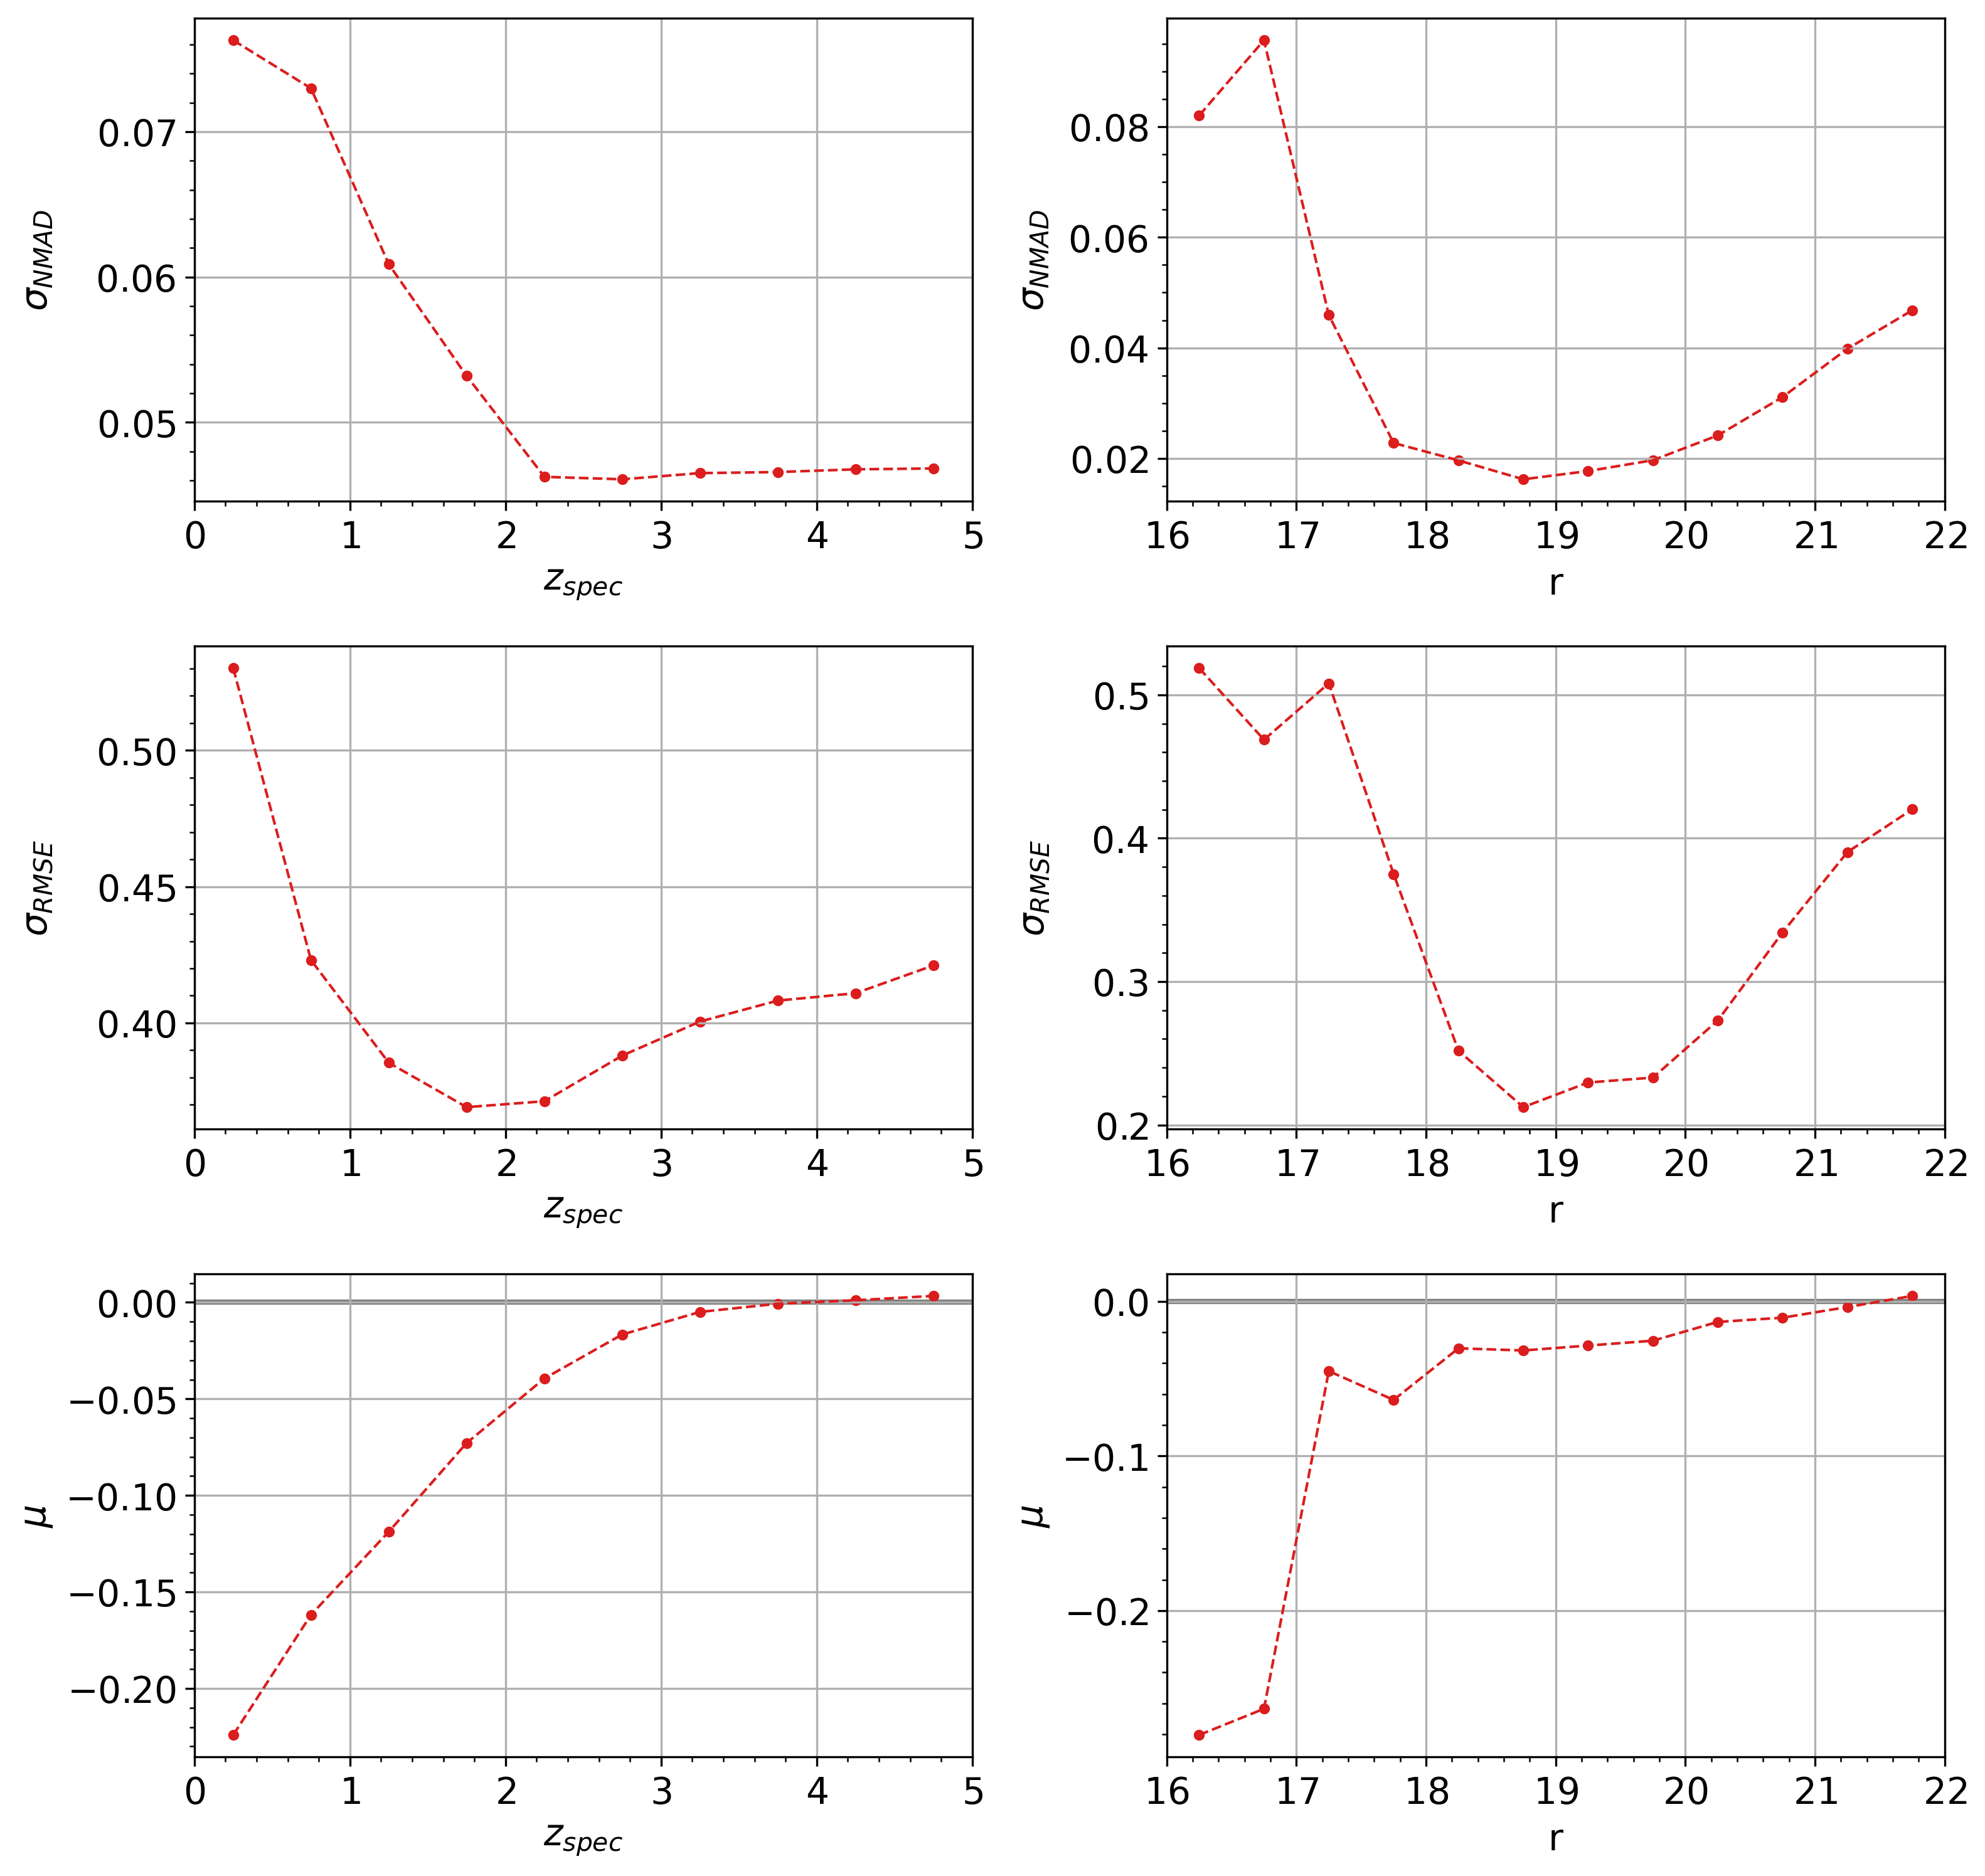 0.07
0.06
0.05
σNMAD
0 1 2 3 4 5
zspec
0.08
0.06
0.04
0.02
σNMAD
16 17 18 19 20 21 22
r
0.50
0.45
0.40
σRMSE
0 1 2 3 4 5
zspec
0.5
0.4
0.3
0.2
σRMSE
16 17 18 19 20 21 22
r
0.00
−0.05
−0.10
−0.15
−0.20
μ
0 1 2 3 4 5
zspec
0.0
−0.1
−0.2
μ
16 17 18 19 20 21 22
r